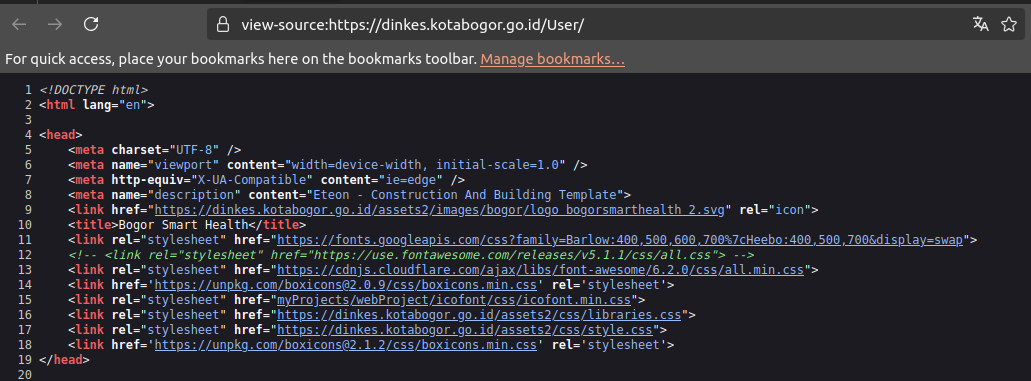 view-source:https://dinkes.kotabogor.go.id/User/
For quick access, place your bookmarks here on the bookmarks toolbar. Manage bookmarks…
1 <!DOCTYPE html>
2 <html lang="en">
3
4 <head>
5 <meta charset="UTF-8" />
6 <meta name="viewport" content="width=device-width, initial-scale=1.0" />
7 <meta http-equiv="X-UA-Compatible" content="ie=edge" />
8 <meta name="description" content="Eteon - Construction And Building Template">
9 <link href="https://dinkes.kotabogor.go.id/assets2/images/bogor/logo_bogorsmarthealth_2.svg" rel="icon">
10 <title>Bogor Smart Health</title>
11 <link rel="stylesheet" href="https://fonts.googleapis.com/css?family=Barlow:400,500,600,700%7cHeebo:400,500,700&display=swap">
12 <!-- <link rel="stylesheet" href="https://use.fontawesome.com/releases/v5.1.1/css/all.css"> -->
13 <link rel="stylesheet" href="https://cdnjs.cloudflare.com/ajax/libs/font-awesome/6.2.0/css/all.min.css">
14 <link href='https://unpkg.com/boxicons@2.0.9/css/boxicons.min.css' rel='stylesheet'>
15 <link rel="stylesheet" href="myProjects/webProject/icofont/css/icofont.min.css">
16 <link rel="stylesheet" href="https://dinkes.kotabogor.go.id/assets2/css/libraries.css">
17 <link rel="stylesheet" href="https://dinkes.kotabogor.go.id/assets2/css/style.css">
18 <link href='https://unpkg.com/boxicons@2.1.2/css/boxicons.min.css' rel='stylesheet'>
19 </head>
20